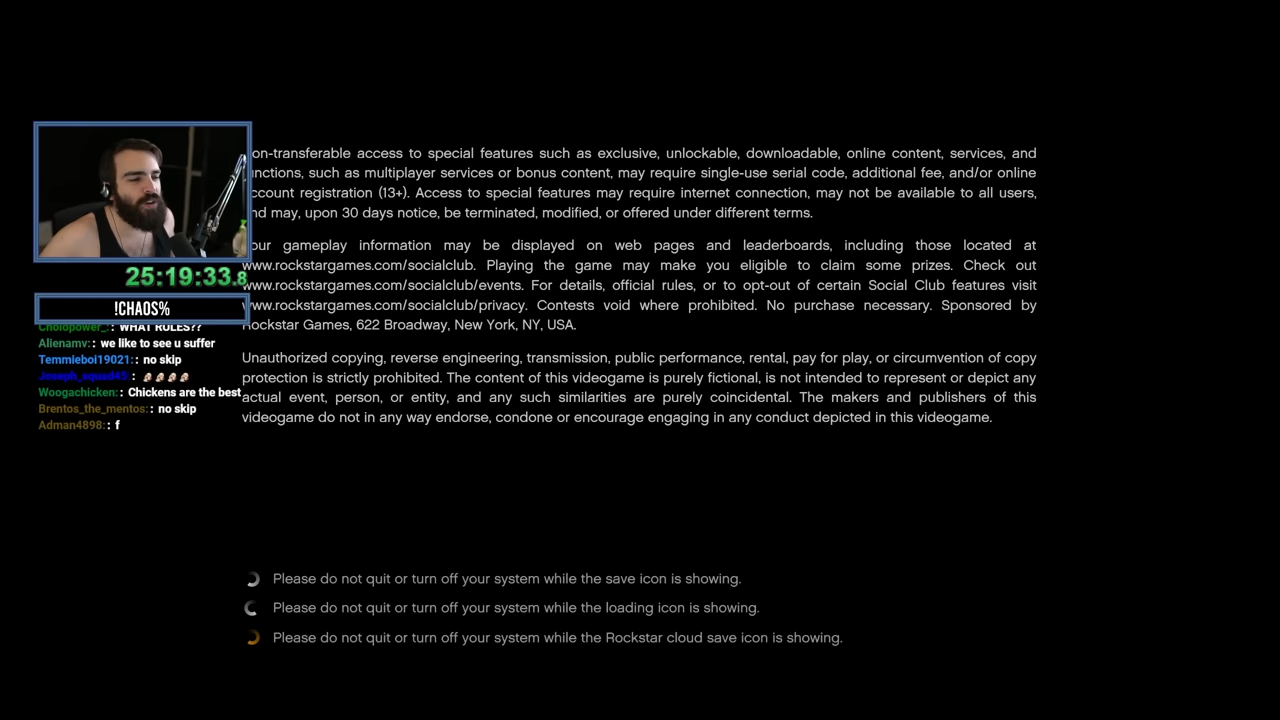 on-transferable access to special features such as exclusive, unlockable, downloadable, online content, services, and
unctions, such as multiplayer services or bonus content, may require single-use serial code, additional fee, and/or online
ccount registration (13+). Access to special features may require internet connection, may not be available to all users,
nd may, upon 30 days notice, be terminated, modified, or offered under different terms.
our gameplay information may be displayed on web pages and leaderboards, including those located at
www.rockstargames.com/socialclub. Playing the game may make you eligible to claim some prizes. Check out
www.rockstargames.com/socialclub/events. For details, official rules, or to opt-out of certain Social Club features visit
www.rockstargames.com/socialclub/privacy. Contests void where prohibited. No purchase necessary. Sponsored by
Rockstar Games, 622 Broadway, New York, NY, USA.
Unauthorized copying, reverse engineering, transmission, public performance, rental, pay for play, or circumvention of copy
protection is strictly prohibited. The content of this videogame is purely fictional, is not intended to represent or depict any
actual event, person, or entity, and any such similarities are purely coincidental. The makers and publishers of this
videogame do not in any way endorse, condone or encourage engaging in any conduct depicted in this videogame.
25:19:33.8
!CHAOS%
Cholopower_: : WHAT RULES??
Alienamv: : we like to see u suffer
Temmieboi19021: : no skip
Joseph_squad45: :
Woogachicken: : Chickens are the best
Brentos_the_mentos: : no skip
Adman4898: : f
Please do not quit or turn off your system while the save icon is showing.
Please do not quit or turn off your system while the loading icon is showing.
Please do not quit or turn off your system while the Rockstar cloud save icon is showing.